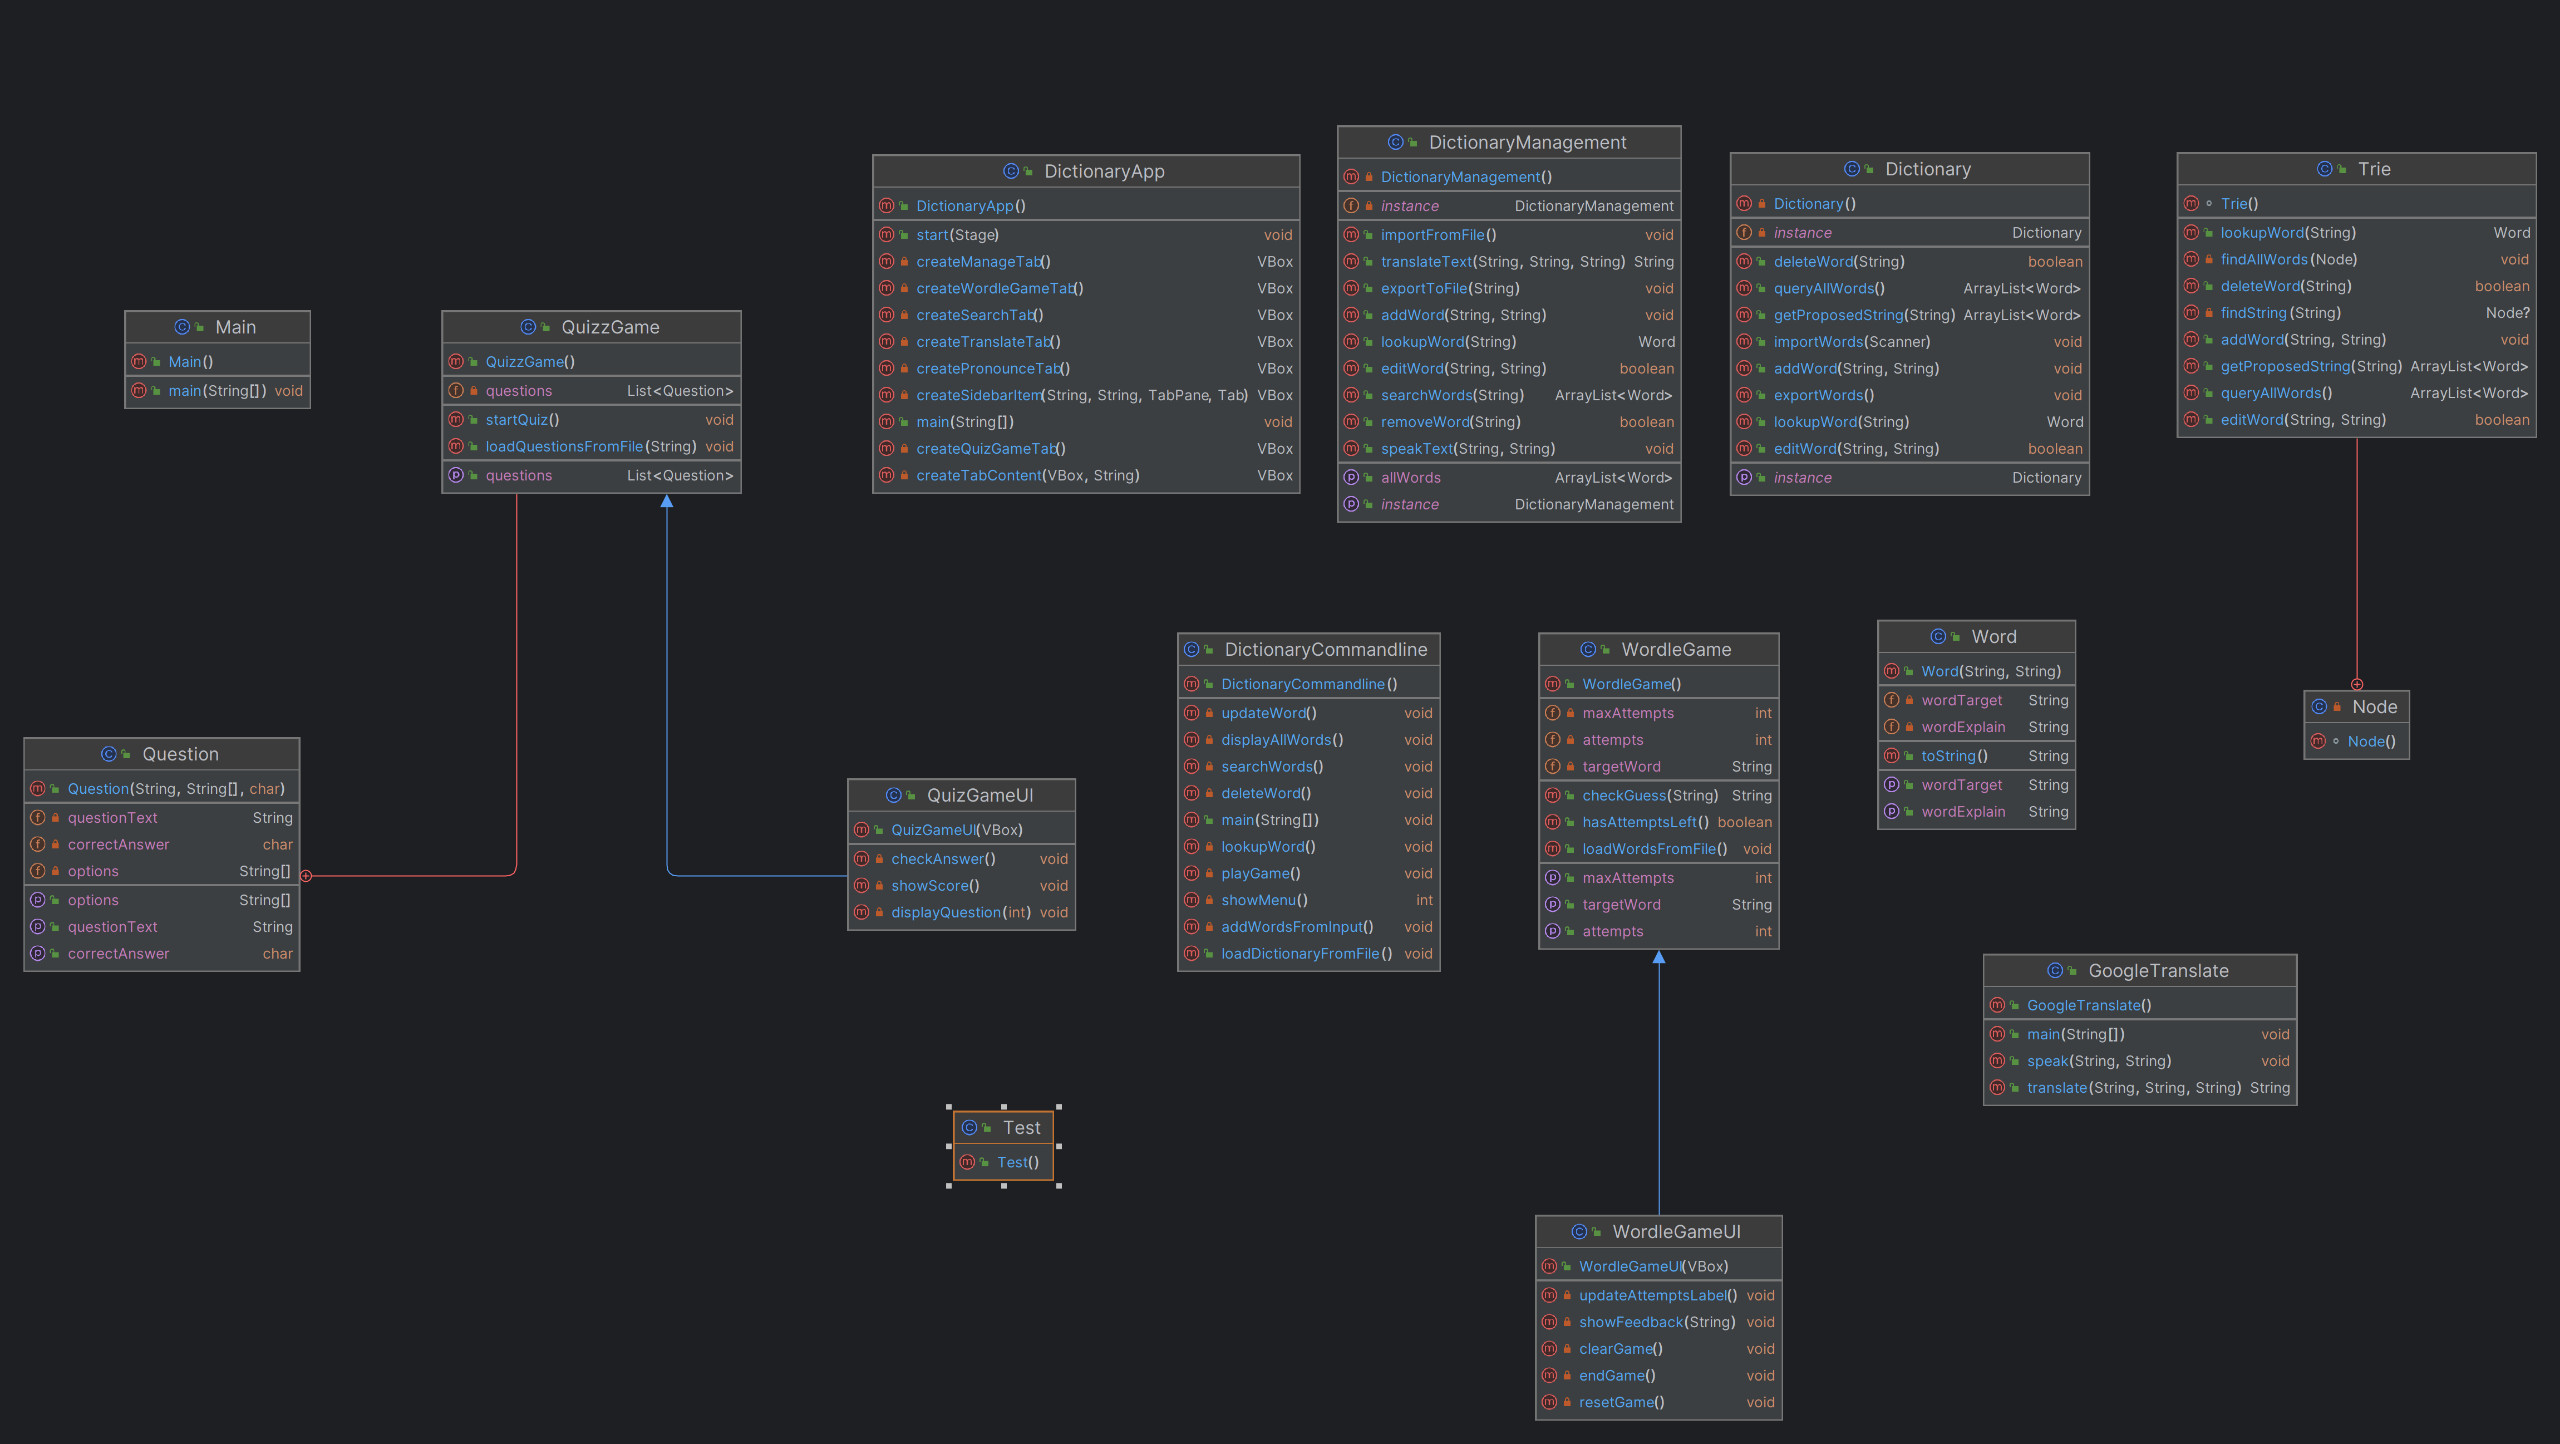 Main
Main()
main(String[]) void
QuizzGame
QuizzGame()
questions List<Question>
startQuiz() void
loadQuestionsFromFile(String) void
questions List<Question>
DictionaryApp
DictionaryApp()
start(Stage) void
createManageTab() VBox
createWordleGameTab() VBox
createSearchTab() VBox
createTranslateTab() VBox
createPronounceTab() VBox
createSidebarItem(String, String, TabPane, Tab) VBox
main(String[]) void
createQuizGameTab() VBox
createTabContent(VBox, String) VBox
DictionaryManagement
DictionaryManagement()
instance DictionaryManagement
importFromFile() void
translateText(String, String, String) String
exportToFile(String) void
addWord(String, String) void
lookupWord(String) Word
editWord(String, String) boolean
searchWords(String) ArrayList<Word>
removeWord(String) boolean
speakText(String, String) void
allWords ArrayList<Word>
instance DictionaryManagement
Dictionary
Dictionary()
instance Dictionary
deleteWord(String) boolean
queryAllWords() ArrayList<Word>
getProposedString(String) ArrayList<Word>
importWords(Scanner) void
addWord(String, String) void
exportWords() void
lookupWord(String) Word
editWord(String, String) boolean
instance Dictionary
Trie
Trie()
lookupWord(String) Word
findAllWords(Node) void
deleteWord(String) boolean
findString(String) Node?
addWord(String, String) void
getProposedString(String) ArrayList<Word>
queryAllWords() ArrayList<Word>
editWord(String, String) boolean
Question
Question(String, String[], char)
questionText String
correctAnswer char
options String[]
options String[]
questionText String
correctAnswer char
QuizGameUI
QuizGameUI(VBox)
checkAnswer() void
showScore() void
displayQuestion(int) void
DictionaryCommandline
DictionaryCommandline()
updateWord() void
displayAllWords() void
searchWords() void
deleteWord() void
main(String[]) void
lookupWord() void
playGame() void
showMenu() int
addWordsFromInput() void
loadDictionaryFromFile() void
WordleGame
WordleGame()
maxAttempts int
attempts int
targetWord String
checkGuess(String) String
hasAttemptsLeft() boolean
loadWordsFromFile() void
maxAttempts int
targetWord String
attempts int
Word
Word(String, String)
wordTarget String
wordExplain String
toString() String
wordTarget String
wordExplain String
Node
Node()
GoogleTranslate
GoogleTranslate()
main(String[]) void
speak(String, String) void
translate(String, String, String) String
Test
Test()
WordleGameUI
WordleGameUI(VBox)
updateAttemptsLabel() void
showFeedback(String) void
clearGame() void
endGame() void
resetGame() void